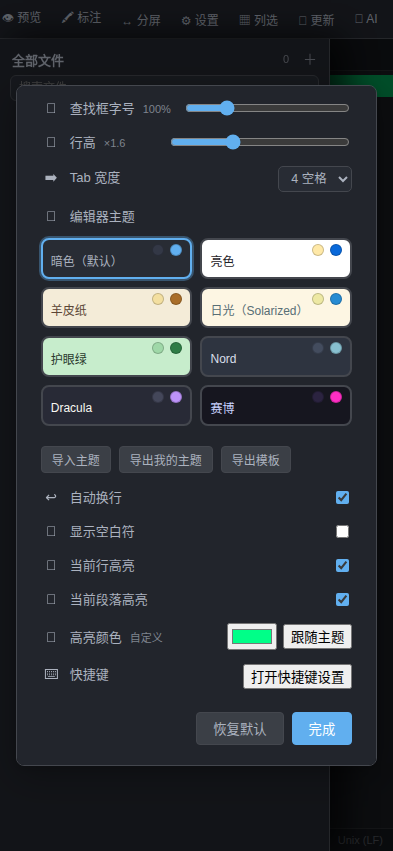 预览 标注 分屏 设置 列选 更新 AI
全部文件 0
查找框字号 100%
行高 ×1.6
Tab 宽度 4 空格
编辑器主题
暗色（默认） 亮色
羊皮纸 日光（Solarized）
护眼绿 Nord
Dracula 赛博
导入主题 导出我的主题 导出模板
自动换行
显示空白符
当前行高亮
当前段落高亮
高亮颜色 自定义 跟随主题
快捷键 打开快捷键设置
恢复默认 完成
Unix (LF)